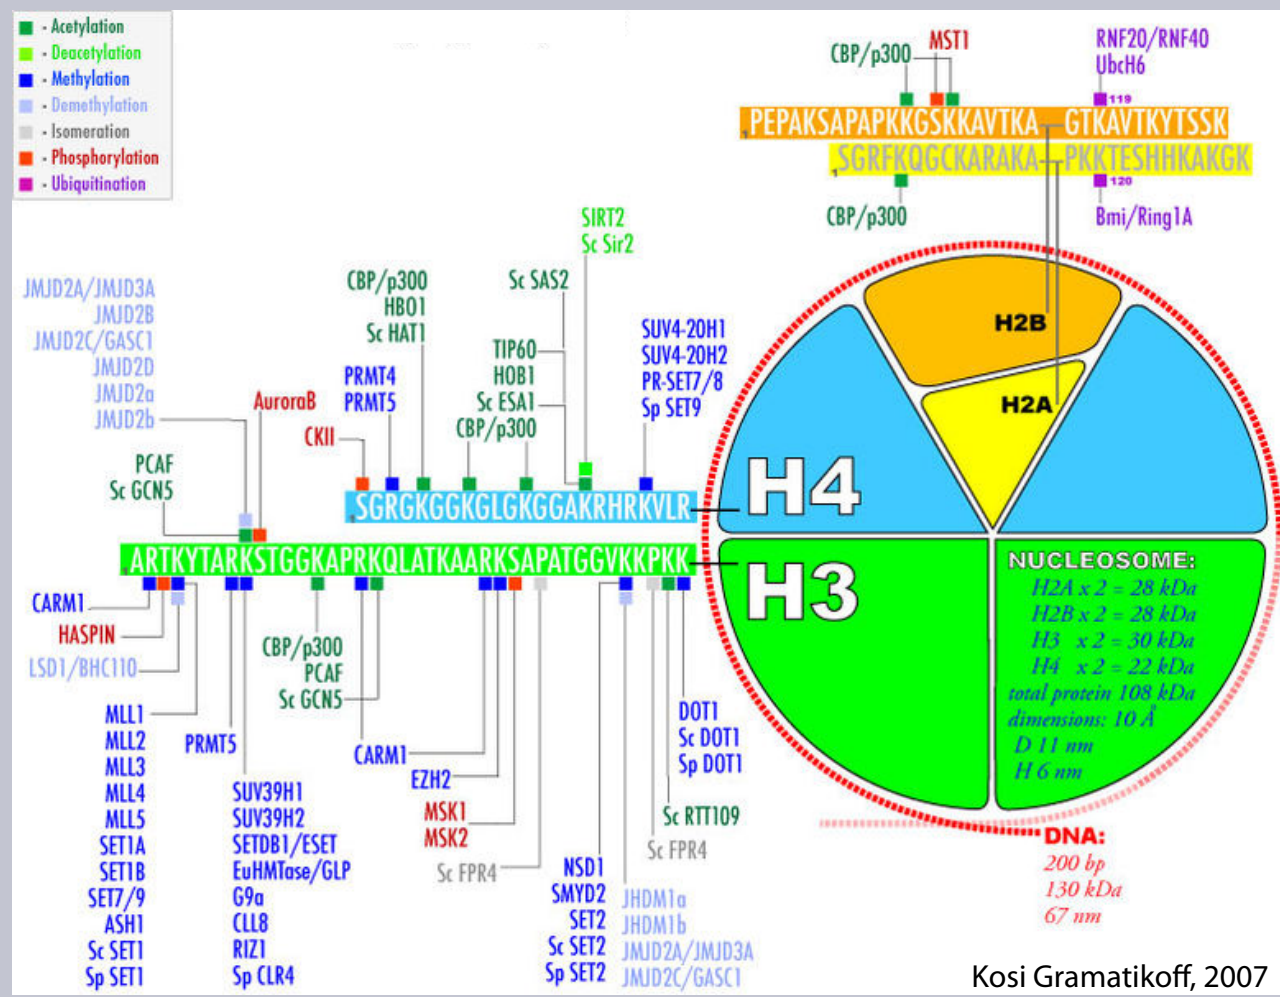 - Acetylation
- Deacetylation
- Methylation
- Demethylation
- Isomeration
- Phosphorylation
- Ubiquitination
CBP/p300
MST1
RNF20/RNF40
UbcH6
119
1 PEPAKSAPAPKKGSKKAVTKA GTKAVTKYTSSK
1 SGRFKQGCKARAKA PKKTESHHKAKGK
120
CBP/p300
Bmi/Ring1A
JMJD2A/JMJD3A
JMJD2B
JMJD2C/GASC1
JMJD2D
JMJD2a
JMJD2b
AuroraB
PCAF
Sc GCN5
CKII
PRMT4
PRMT5
CBP/p300
HBO1
Sc HAT1
SIRT2
Sc Sir2
Sc SAS2
TIP60
HOB1
Sc ESA1
CBP/p300
SUV4-20H1
SUV4-20H2
PR-SET7/8
Sp SET9
1 SGRGKGGKGLGKGGAKRHRKVLR
1 ARTKYTARKSTGGKAPRKQLATKAARKSAPATGGVKKPKK
H2B
H2A
H4
H3
NUCLEOSOME:
H2A x 2 = 28 kDa
H2B x 2 = 28 kDa
H3 x 2 = 30 kDa
H4 x 2 = 22 kDa
total protein 108 kDa
dimensions: 10 Å
D 11 nm
H 6 nm
DNA:
200 bp
130 kDa
67 nm
CARM1
HASPIN
LSD1/BHC110
MLL1
MLL2
MLL3
MLL4
MLL5
SET1A
SET1B
SET7/9
ASH1
Sc SET1
Sp SET1
PRMT5
SUV39H1
SUV39H2
SETDB1/ESET
EuHMTase/GLP
G9a
CLL8
RIZ1
Sp CLR4
CBP/p300
PCAF
Sc GCN5
CARM1
EZH2
MSK1
MSK2
Sc FPR4
NSD1
SMYD2
SET2
Sc SET2
Sp SET2
JHDM1a
JHDM1b
JMJD2A/JMJD3A
JMJD2C/GASC1
DOT1
Sc DOT1
Sp DOT1
Sc RTT109
Sc FPR4
Kosi Gramatikoff, 2007